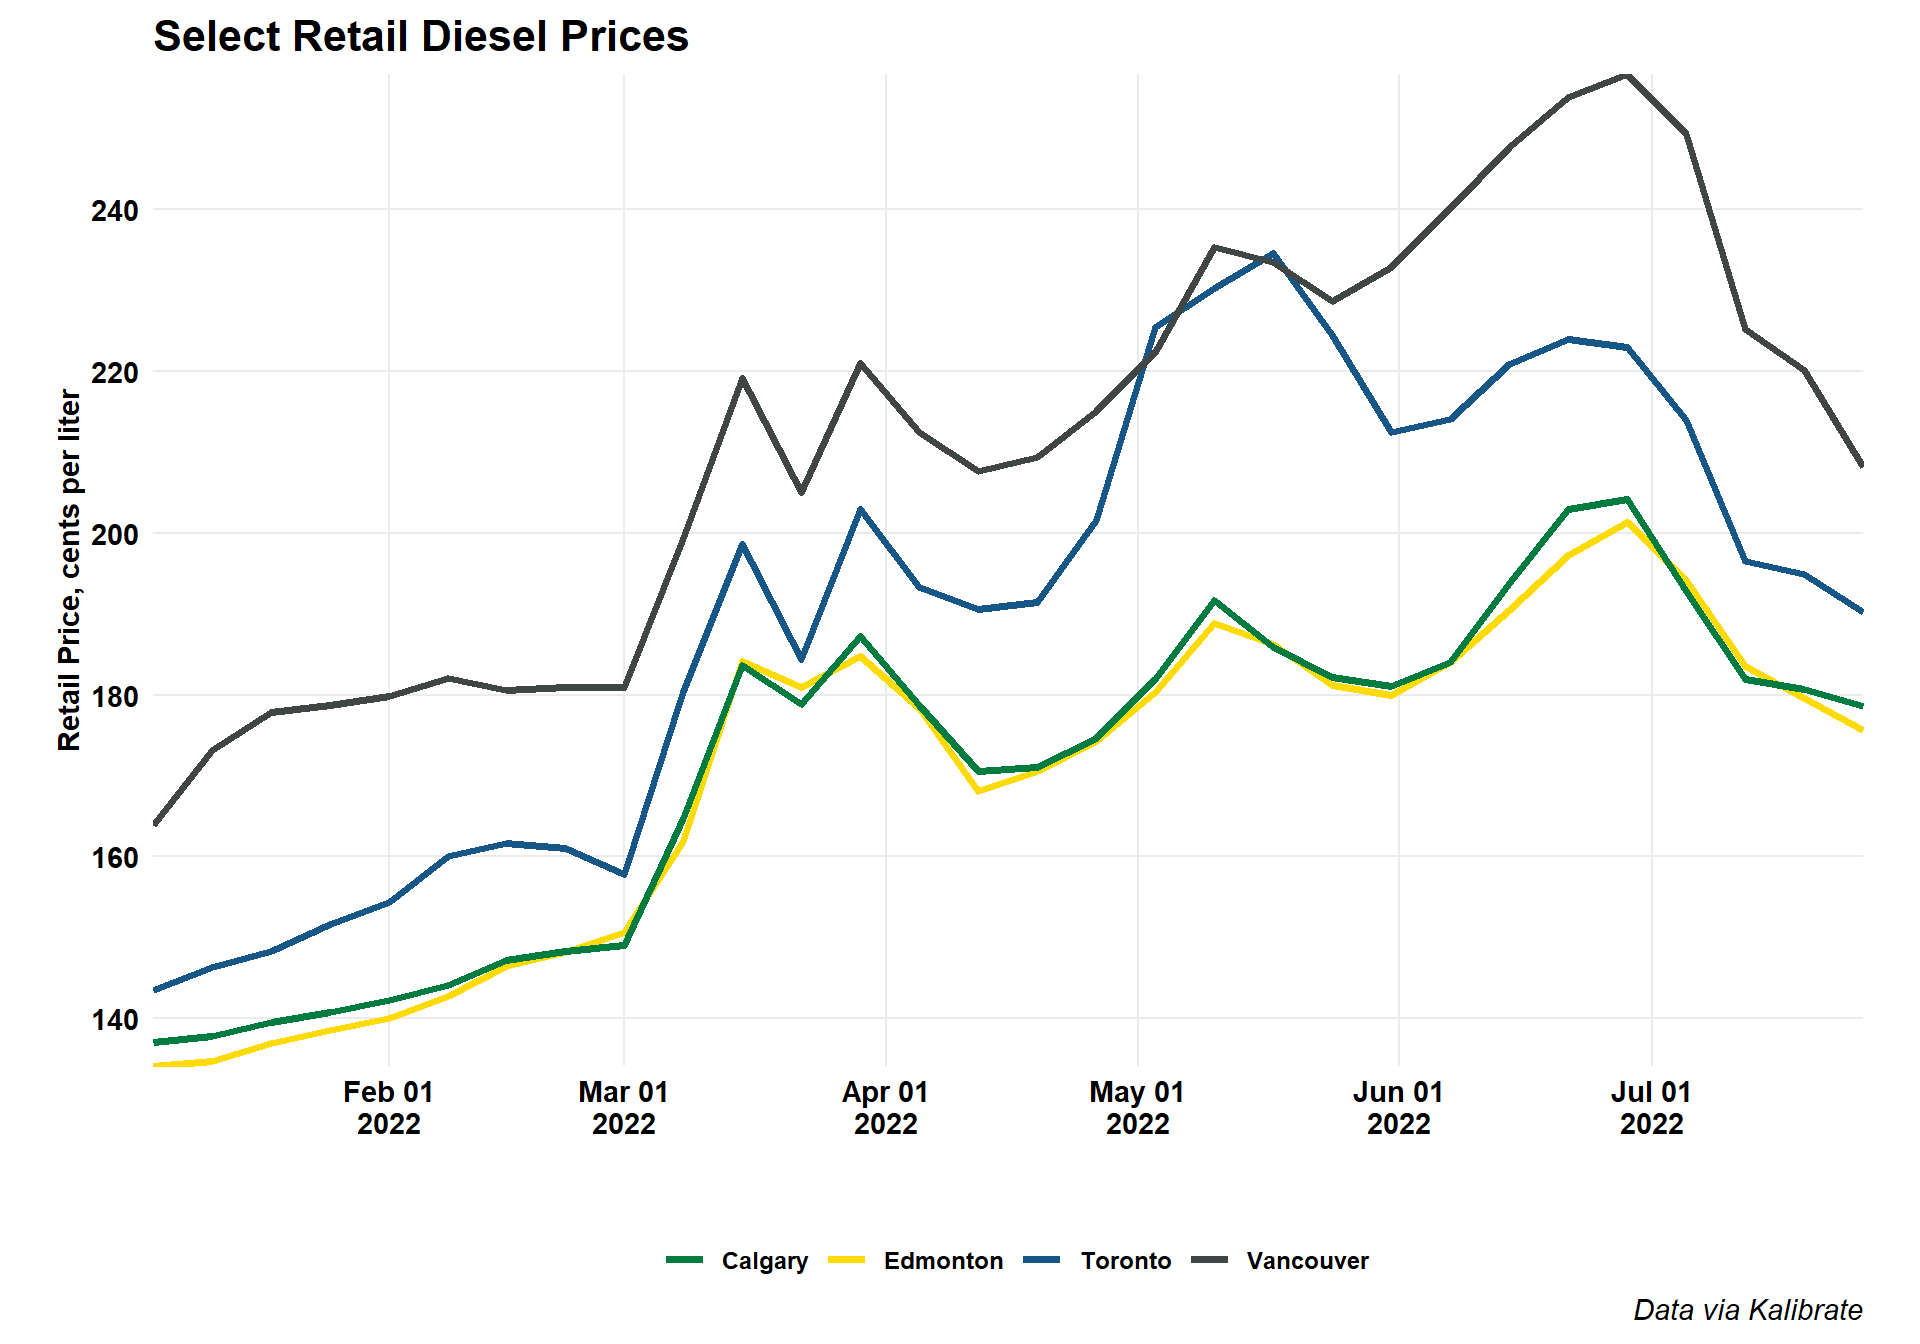 Select Retail Diesel Prices
Retail Price, cents per liter
240
220
200
180
160
140
Feb 01 2022
Mar 01 2022
Apr 01 2022
May 01 2022
Jun 01 2022
Jul 01 2022
Calgary
Edmonton
Toronto
Vancouver
Data via Kalibrate